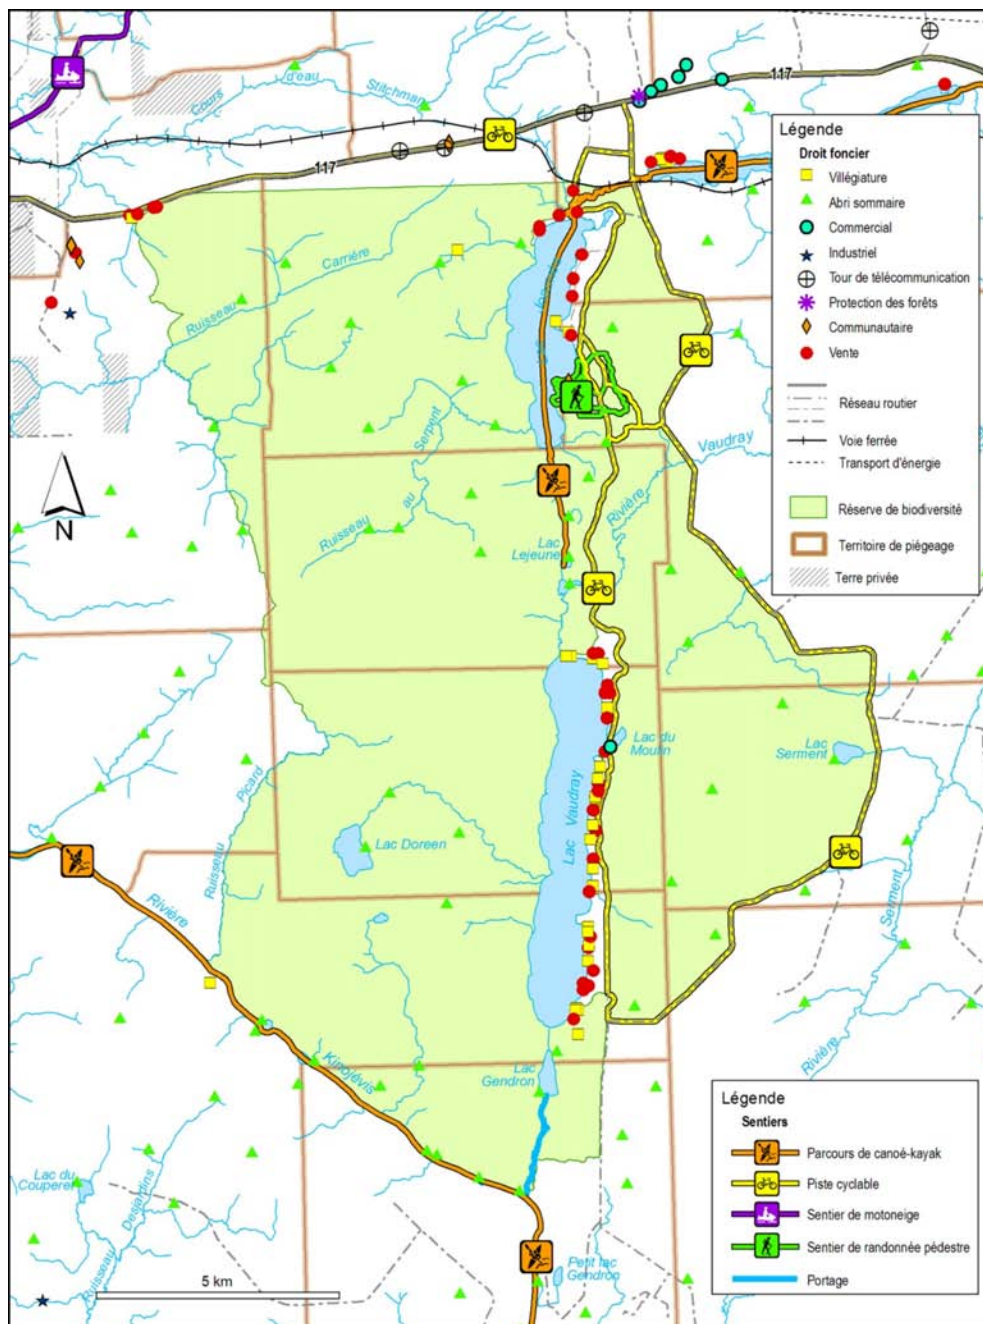 Cours
d'eau
Stitchman
117
117
Légende
Droit foncier
Villégiature
Abri sommaire
Commercial
Industriel
Tour de télécommunication
Protection des forêts
Communautaire
Vente
Réseau routier
Voie ferrée
Transport d'énergie
Réserve de biodiversité
Territoire de piégeage
Terre privée
Ruisseau
Carrière
Ruisseau
au
Serpent
Rivière
Vaudray
N
Lac
Lejeune
Lac du
Moulin
Lac
Serment
Lac
Vaudray
Ruisseau
Picard
Lac Doreen
Rivière
Kinojévis
Rivière
Serment
Lac
Gendron
Lac du
Couperet
Ruisseau
Desjardins
Petit lac
Gendron
5 km
Légende
Sentiers
Parcours de canoé-kayak
Piste cyclable
Sentier de motoneige
Sentier de randonnée pédestre
Portage